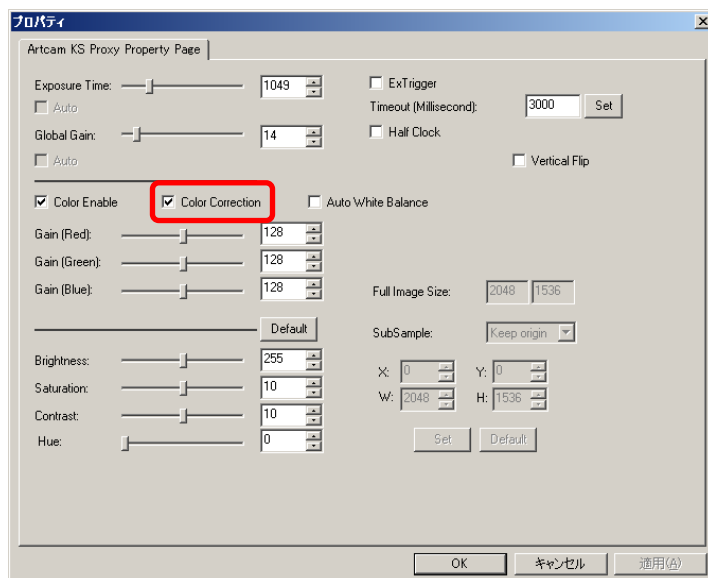 プロパティ
Artcam KS Proxy Property Page
Exposure Time: 1049
Auto
Global Gain: 14
Auto
ExTrigger
Timeout (Millisecond): 3000 Set
Half Clock
Vertical Flip
Color Enable Color Correction Auto White Balance
Gain (Red): 128
Gain (Green): 128
Gain (Blue): 128
Default
Brightness: 255
Saturation: 10
Contrast: 10
Hue: 0
Full Image Size: 2048 1536
SubSample: Keep origin
X: 0 Y: 0
W: 2048 H: 1536
Set Default
OK キャンセル 適用(A)